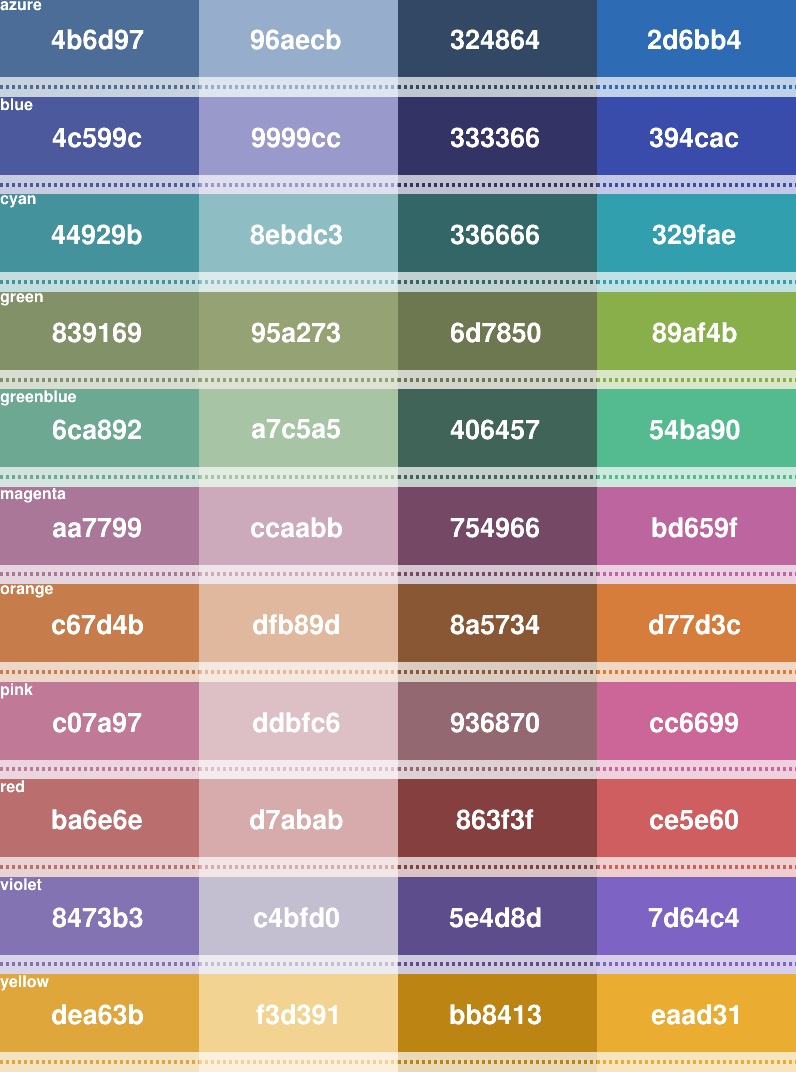 azure
4b6d97 96aecb 324864 2d6bb4
blue
4c599c 9999cc 333366 394cac
cyan
44929b 8ebdc3 336666 329fae
green
839169 95a273 6d7850 89af4b
greenblue
6ca892 a7c5a5 406457 54ba90
magenta
aa7799 ccaabb 754966 bd659f
orange
c67d4b dfb89d 8a5734 d77d3c
pink
c07a97 ddbfc6 936870 cc6699
red
ba6e6e d7abab 863f3f ce5e60
violet
8473b3 c4bfd0 5e4d8d 7d64c4
yellow
dea63b f3d391 bb8413 eaad31